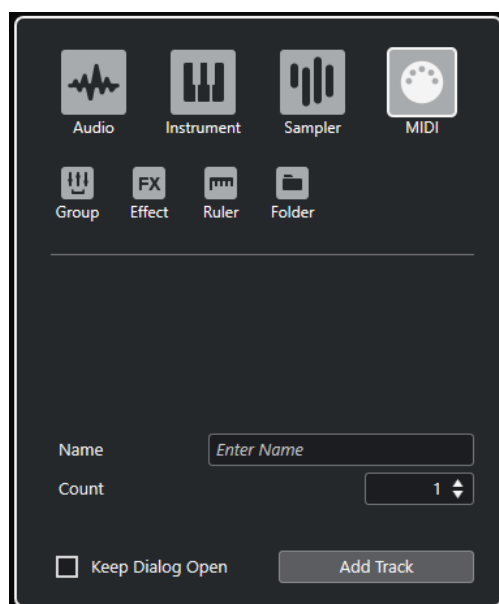 Audio Instrument Sampler MIDI
FX
Group Effect Ruler Folder
Name Enter Name
Count 1
Keep Dialog Open Add Track